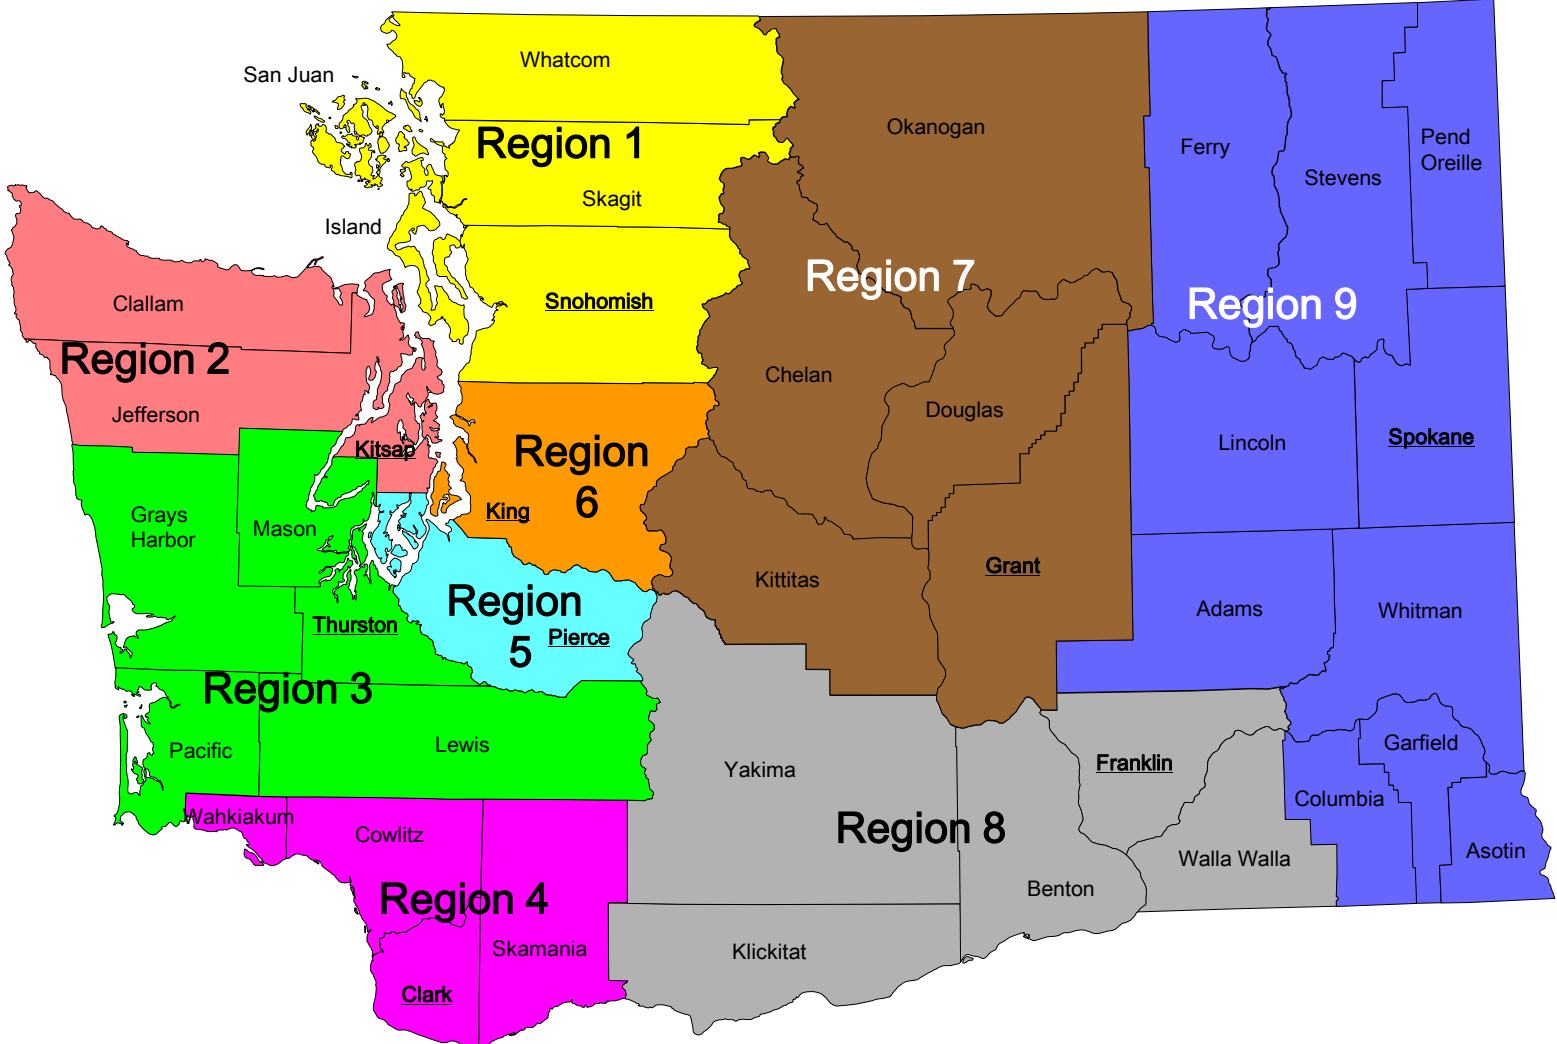 Whatcom
San Juan
Region 1
Skagit
Island
Snohomish
Okanogan
Ferry
Stevens
Pend
Oreille
Clallam
Region 2
Jefferson
Kitsap
Region 7
Chelan
Douglas
Region 9
Lincoln
Spokane
Region
6
King
Grays
Harbor
Mason
Thurston
Region
5
Pierce
Kittitas
Grant
Adams
Whitman
Region 3
Pacific
Lewis
Yakima
Franklin
Garfield
Columbia
Asotin
Wahkiakum
Cowlitz
Region 4
Skamania
Clark
Region 8
Benton
Walla Walla
Klickitat